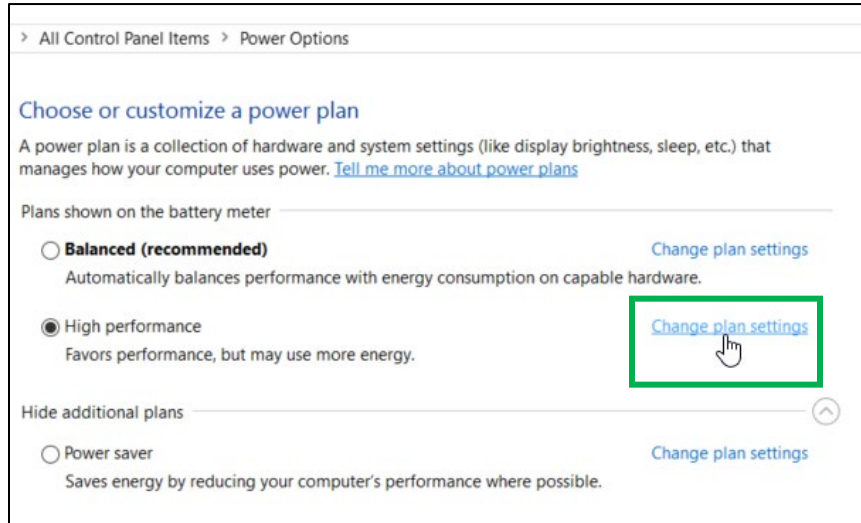 > All Control Panel Items > Power Options
Choose or customize a power plan
A power plan is a collection of hardware and system settings (like display brightness, sleep, etc.) that
manages how your computer uses power. Tell me more about power plans
Plans shown on the battery meter
Balanced (recommended) Change plan settings
Automatically balances performance with energy consumption on capable hardware.
High performance Change plan settings
Favors performance, but may use more energy.
Hide additional plans
Power saver Change plan settings
Saves energy by reducing your computer's performance where possible.